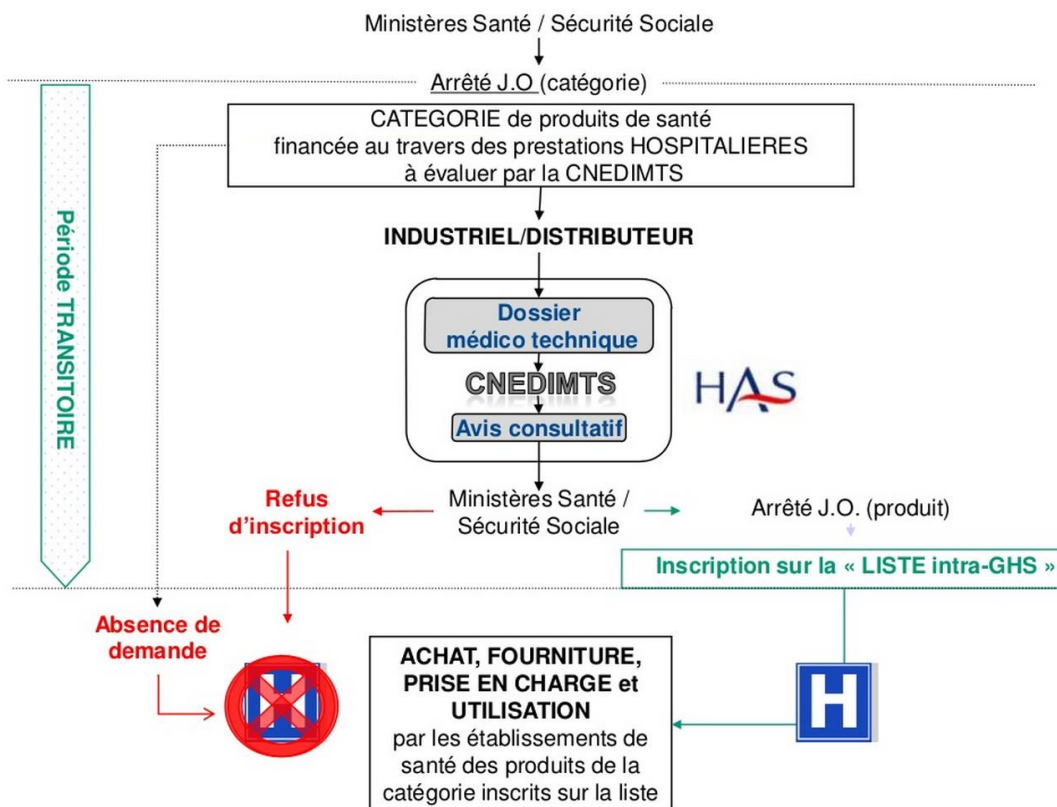 Ministères Santé / Sécurité Sociale
Arrêté J.O (catégorie)
CATEGORIE de produits de santé
financée au travers des prestations HOSPITALIERES
à évaluer par la CNEDIMTS
Période TRANSITOIRE
INDUSTRIEL/DISTRIBUTEUR
Dossier
médico technique
CNEDIMTS
HAS
Avis consultatif
Refus
d'inscription
Ministères Santé /
Sécurité Sociale
Arrêté J.O. (produit)
Inscription sur la « LISTE intra-GHS »
Absence de
demande
H
ACHAT, FOURNITURE,
PRISE EN CHARGE et
UTILISATION
par les établissements de
santé des produits de la
catégorie inscrits sur la liste
H